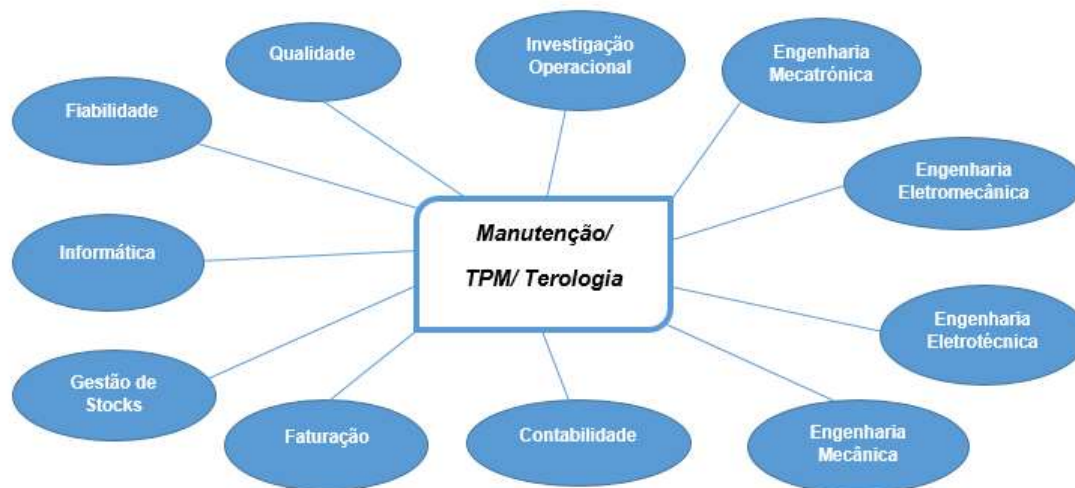 Qualidade
Investigação
Operacional
Engenharia
Mecatrónica
Fiabilidade
Engenharia
Eletromecânica
Informática
Manutenção/
TPM/ Terologia
Engenharia
Eletrotécnica
Gestão de
Stocks
Faturação
Contabilidade
Engenharia
Mecânica